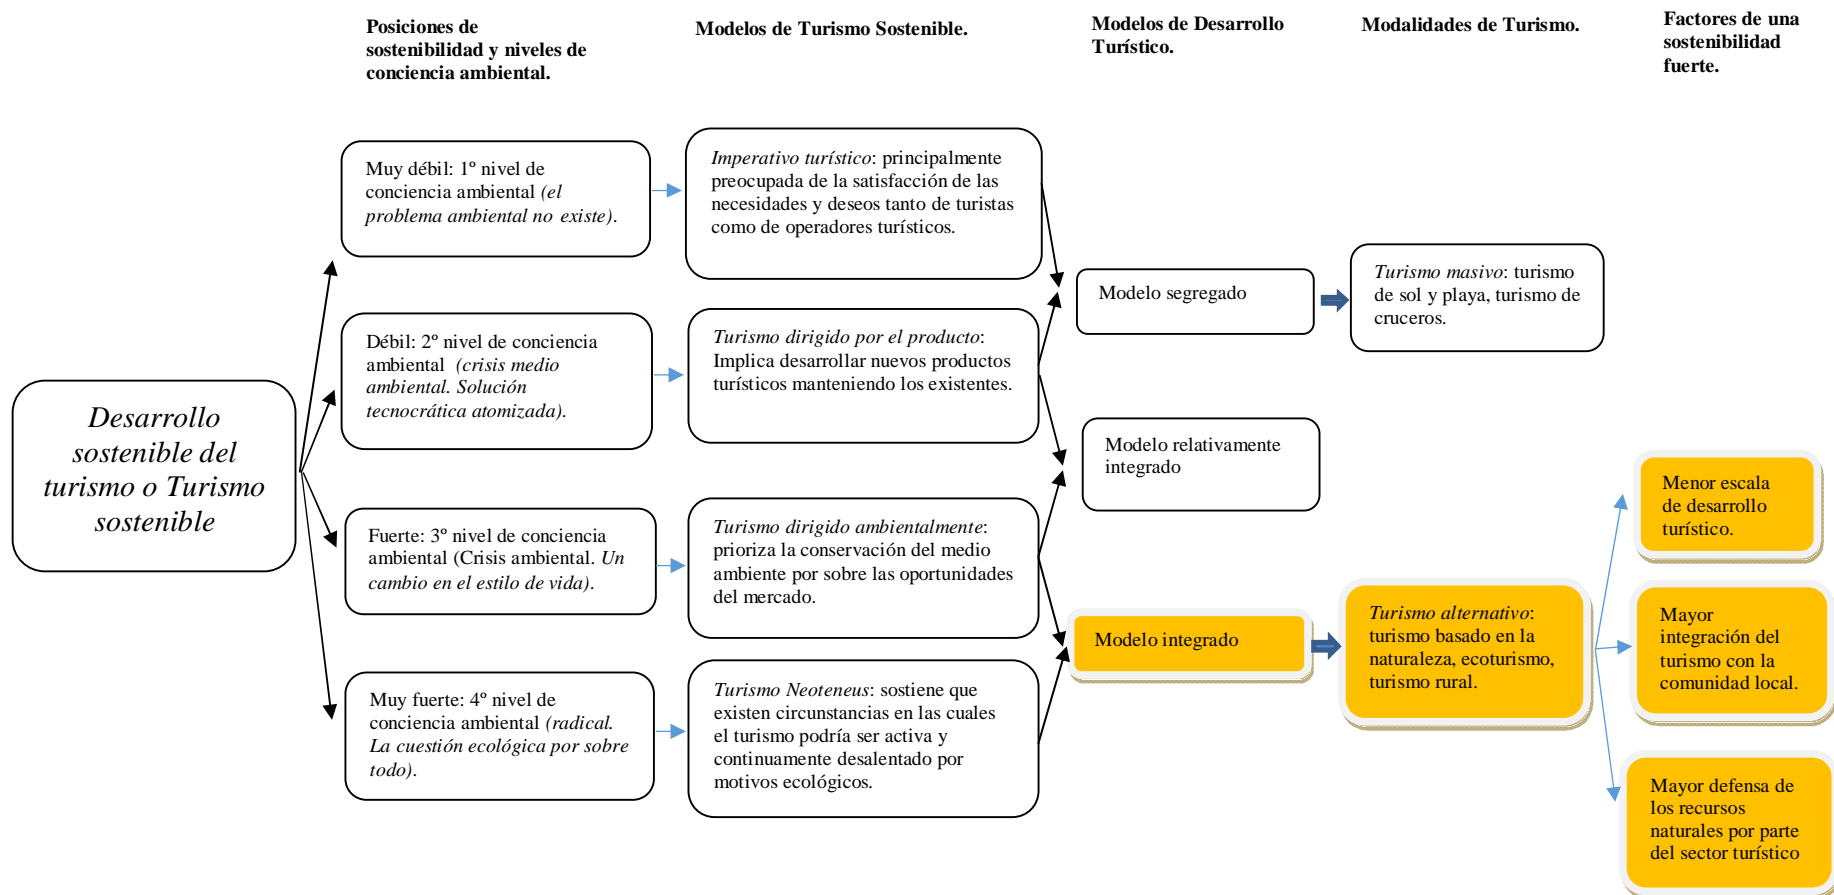 Posiciones de
sostenibilidad y niveles de
conciencia ambiental.
Modelos de Turismo Sostenible.
Modelos de Desarrollo
Turístico.
Modalidades de Turismo.
Factores de una
sostenibilidad
fuerte.
Desarrollo
sostenible del
turismo o Turismo
sostenible
Muy débil: 1º nivel de
conciencia ambiental (el
problema ambiental no existe).
Débil: 2º nivel de conciencia
ambiental (crisis medio
ambiental. Solución
tecnocrática atomizada).
Fuerte: 3º nivel de conciencia
ambiental (Crisis ambiental. Un
cambio en el estilo de vida).
Muy fuerte: 4º nivel de
conciencia ambiental (radical.
La cuestión ecológica por sobre
todo).
Imperativo turístico: principalmente
preocupada de la satisfacción de las
necesidades y deseos tanto de turistas
como de operadores turísticos.
Turismo dirigido por el producto:
Implica desarrollar nuevos productos
turísticos manteniendo los existentes.
Turismo dirigido ambientalmente:
prioriza la conservación del medio
ambiente por sobre las oportunidades
del mercado.
Turismo Neoteneus: sostiene que
existen circunstancias en las cuales
el turismo podría ser activa y
continuamente desalentado por
motivos ecológicos.
Modelo segregado
Modelo relativamente
integrado
Modelo integrado
Turismo masivo: turismo
de sol y playa, turismo de
cruceros.
Turismo alternativo:
turismo basado en la
naturaleza, ecoturismo,
turismo rural.
Menor escala
de desarrollo
turístico.
Mayor
integración del
turismo con la
comunidad local.
Mayor defensa de
los recursos
naturales por parte
del sector turístico